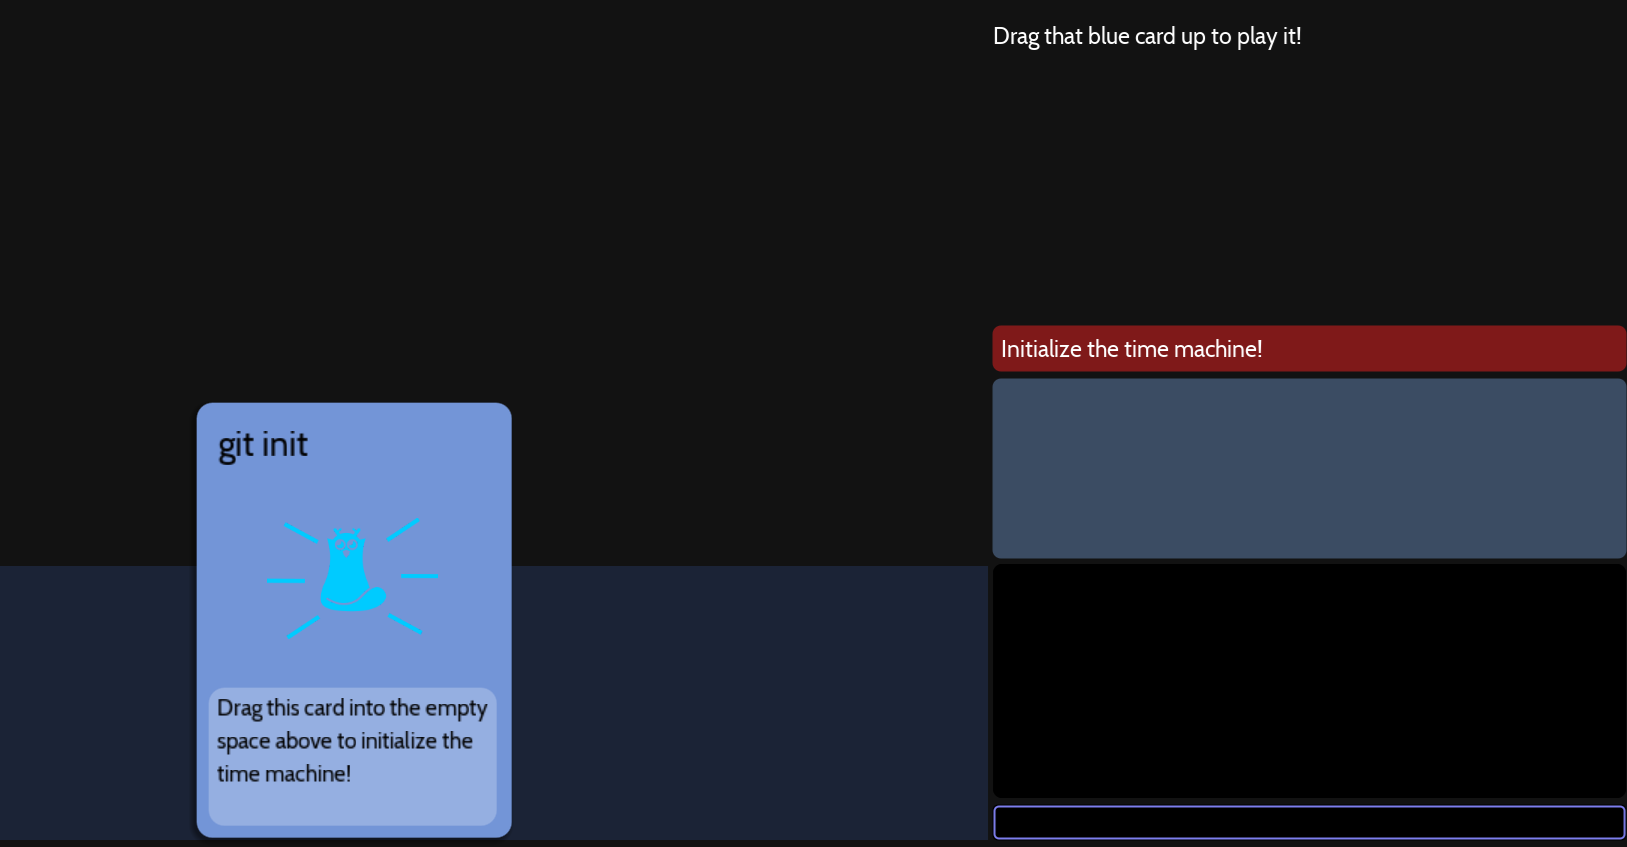 Drag that blue card up to play it!
Initialize the time machine!
git init
Drag this card into the empty
space above to initialize the
time machine!